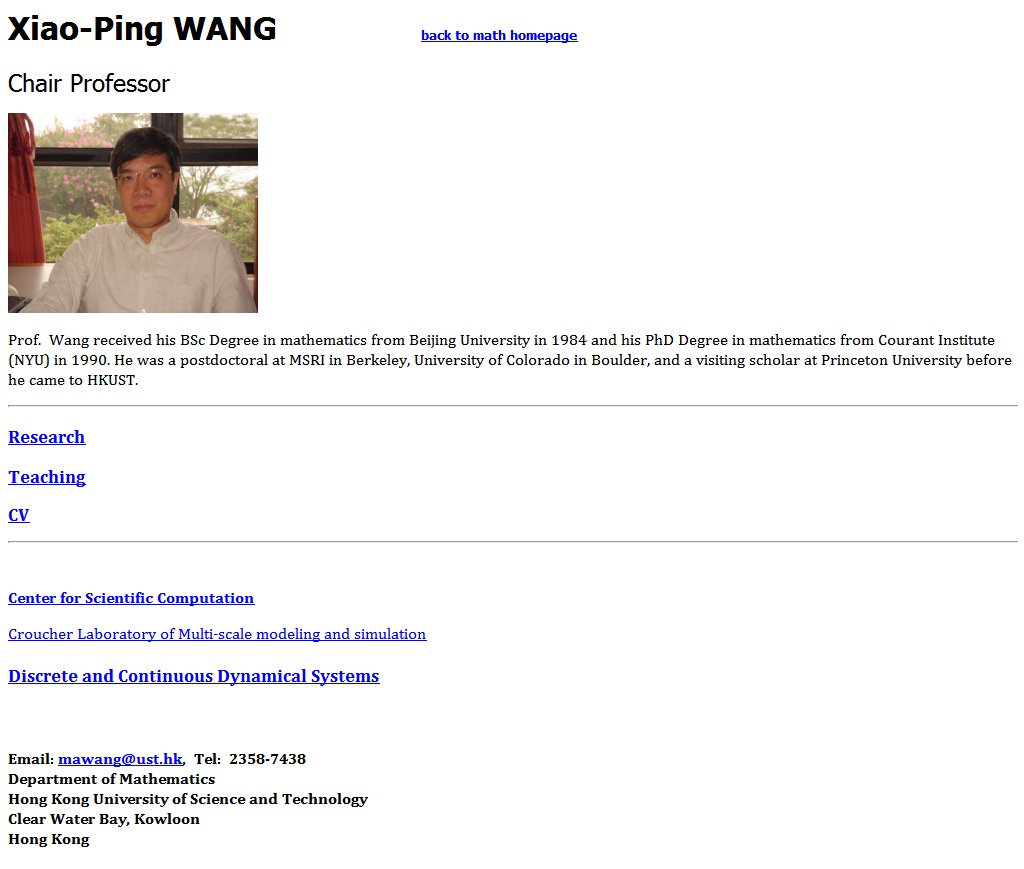 Xiao-Ping WANG back to math homepage
Chair Professor
Prof.  Wang received his BSc Degree in mathematics from Beijing University in 1984 and his PhD Degree in mathematics from Courant Institute
(NYU) in 1990. He was a postdoctoral at MSRI in Berkeley, University of Colorado in Boulder, and a visiting scholar at Princeton University before
he came to HKUST.
Research
Teaching
CV
Center for Scientific Computation
Croucher Laboratory of Multi-scale modeling and simulation
Discrete and Continuous Dynamical Systems
Email: mawang@ust.hk,  Tel:  2358-7438
Department of Mathematics
Hong Kong University of Science and Technology
Clear Water Bay, Kowloon
Hong Kong